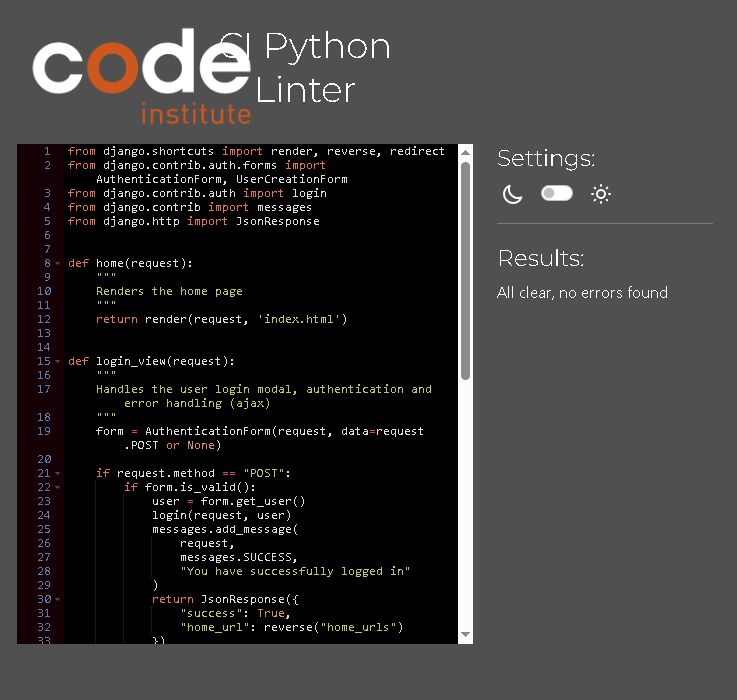 code
institute
CI Python
Linter
1 from django.shortcuts import render, reverse, redirect
2 from django.contrib.auth.forms import
AuthenticationForm, UserCreationForm
3 from django.contrib.auth import login
4 from django.contrib import messages
5 from django.http import JsonResponse
6
7
8 def home(request):
9 """
10 Renders the home page
11 """
12 return render(request, 'index.html')
13
14
15 def login_view(request):
16 """
17 Handles the user login modal, authentication and
error handling (ajax)
18 """
19 form = AuthenticationForm(request, data=request
.POST or None)
20
21 if request.method == "POST":
22 if form.is_valid():
23 user = form.get_user()
24 login(request, user)
25 messages.add_message(
26 request,
27 messages.SUCCESS,
28 "You have successfully logged in"
29 )
30 return JsonResponse({
31 "success": True,
32 "home_url": reverse("home_urls")
33 })
Settings:
Results:
All clear, no errors found